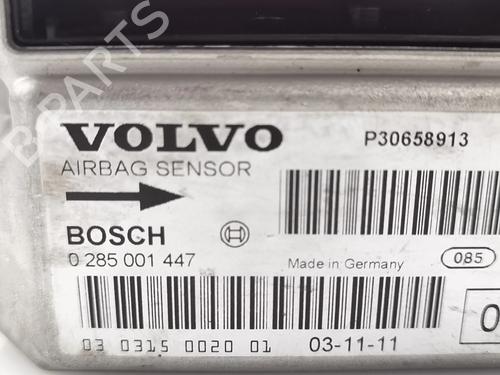 VOLVO
P30658913
AIRBAG SENSOR
BOSCH
0 285 001 447
Made in Germany
085
03 0315 0020 01
03-11-11
0
B-PARTS